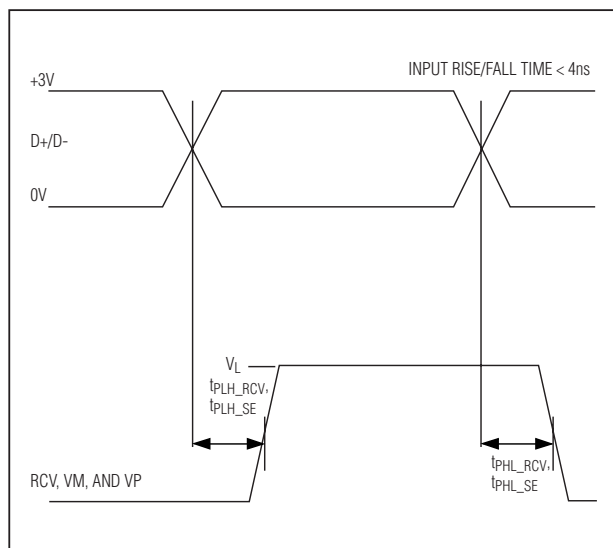 +3V
INPUT RISE/FALL TIME < 4ns
D+/D-
0V
VL
tPLH_RCV,
tPLH_SE
tPHL_RCV,
tPHL_SE
RCV, VM, AND VP